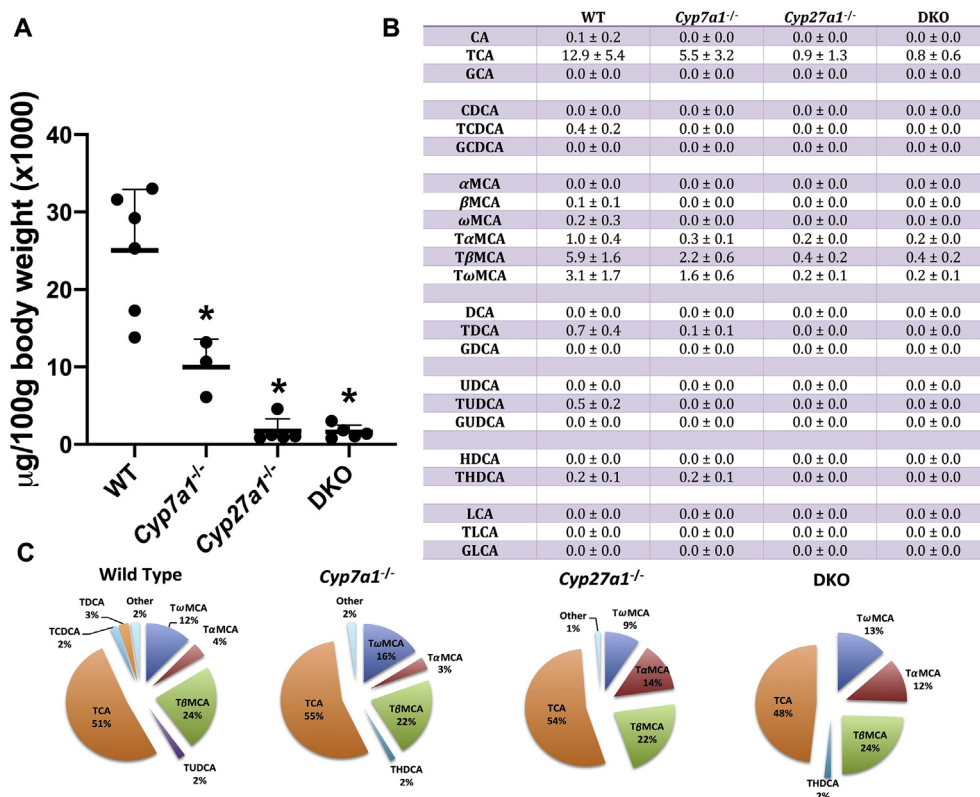 A
μg/100g body weight (x1000)
40
30
20
10
0
*
*
*
WT
Cyp7a1-/-
Cyp27a1-/-
DKO
B
WT Cyp7a1-/- Cyp27a1-/- DKO
CA 0.1 ± 0.2 0.0 ± 0.0 0.0 ± 0.0 0.0 ± 0.0
TCA 12.9 ± 5.4 5.5 ± 3.2 0.9 ± 1.3 0.8 ± 0.6
GCA 0.0 ± 0.0 0.0 ± 0.0 0.0 ± 0.0 0.0 ± 0.0
CDCA 0.0 ± 0.0 0.0 ± 0.0 0.0 ± 0.0 0.0 ± 0.0
TCDCA 0.4 ± 0.2 0.0 ± 0.0 0.0 ± 0.0 0.0 ± 0.0
GCDCA 0.0 ± 0.0 0.0 ± 0.0 0.0 ± 0.0 0.0 ± 0.0
αMCA 0.0 ± 0.0 0.0 ± 0.0 0.0 ± 0.0 0.0 ± 0.0
βMCA 0.1 ± 0.1 0.0 ± 0.0 0.0 ± 0.0 0.0 ± 0.0
ωMCA 0.2 ± 0.3 0.0 ± 0.0 0.0 ± 0.0 0.0 ± 0.0
TαMCA 1.0 ± 0.4 0.3 ± 0.1 0.2 ± 0.0 0.2 ± 0.0
TβMCA 5.9 ± 1.6 2.2 ± 0.6 0.4 ± 0.2 0.4 ± 0.2
TωMCA 3.1 ± 1.7 1.6 ± 0.6 0.2 ± 0.1 0.2 ± 0.1
DCA 0.0 ± 0.0 0.0 ± 0.0 0.0 ± 0.0 0.0 ± 0.0
TDCA 0.7 ± 0.4 0.1 ± 0.1 0.0 ± 0.0 0.0 ± 0.0
GDCA 0.0 ± 0.0 0.0 ± 0.0 0.0 ± 0.0 0.0 ± 0.0
UDCA 0.0 ± 0.0 0.0 ± 0.0 0.0 ± 0.0 0.0 ± 0.0
TUDCA 0.5 ± 0.2 0.0 ± 0.0 0.0 ± 0.0 0.0 ± 0.0
GUDCA 0.0 ± 0.0 0.0 ± 0.0 0.0 ± 0.0 0.0 ± 0.0
HDCA 0.0 ± 0.0 0.0 ± 0.0 0.0 ± 0.0 0.0 ± 0.0
THDCA 0.2 ± 0.1 0.2 ± 0.1 0.0 ± 0.0 0.0 ± 0.0
LCA 0.0 ± 0.0 0.0 ± 0.0 0.0 ± 0.0 0.0 ± 0.0
TLCA 0.0 ± 0.0 0.0 ± 0.0 0.0 ± 0.0 0.0 ± 0.0
GLCA 0.0 ± 0.0 0.0 ± 0.0 0.0 ± 0.0 0.0 ± 0.0
C
Wild Type
TDCA
3%
Other
2%
TωMCA
12%
TCDCA
2%
TαMCA
4%
TCA
51%
TβMCA
24%
TUDCA
2%
Cyp7a1-/-
Other
2%
TωMCA
16%
TαMCA
3%
TCA
55%
TβMCA
22%
THDCA
2%
Cyp27a1-/-
Other
1%
TωMCA
9%
TαMCA
14%
TCA
54%
TβMCA
22%
DKO
TωMCA
13%
TαMCA
12%
TCA
48%
TβMCA
24%
THDCA
2%